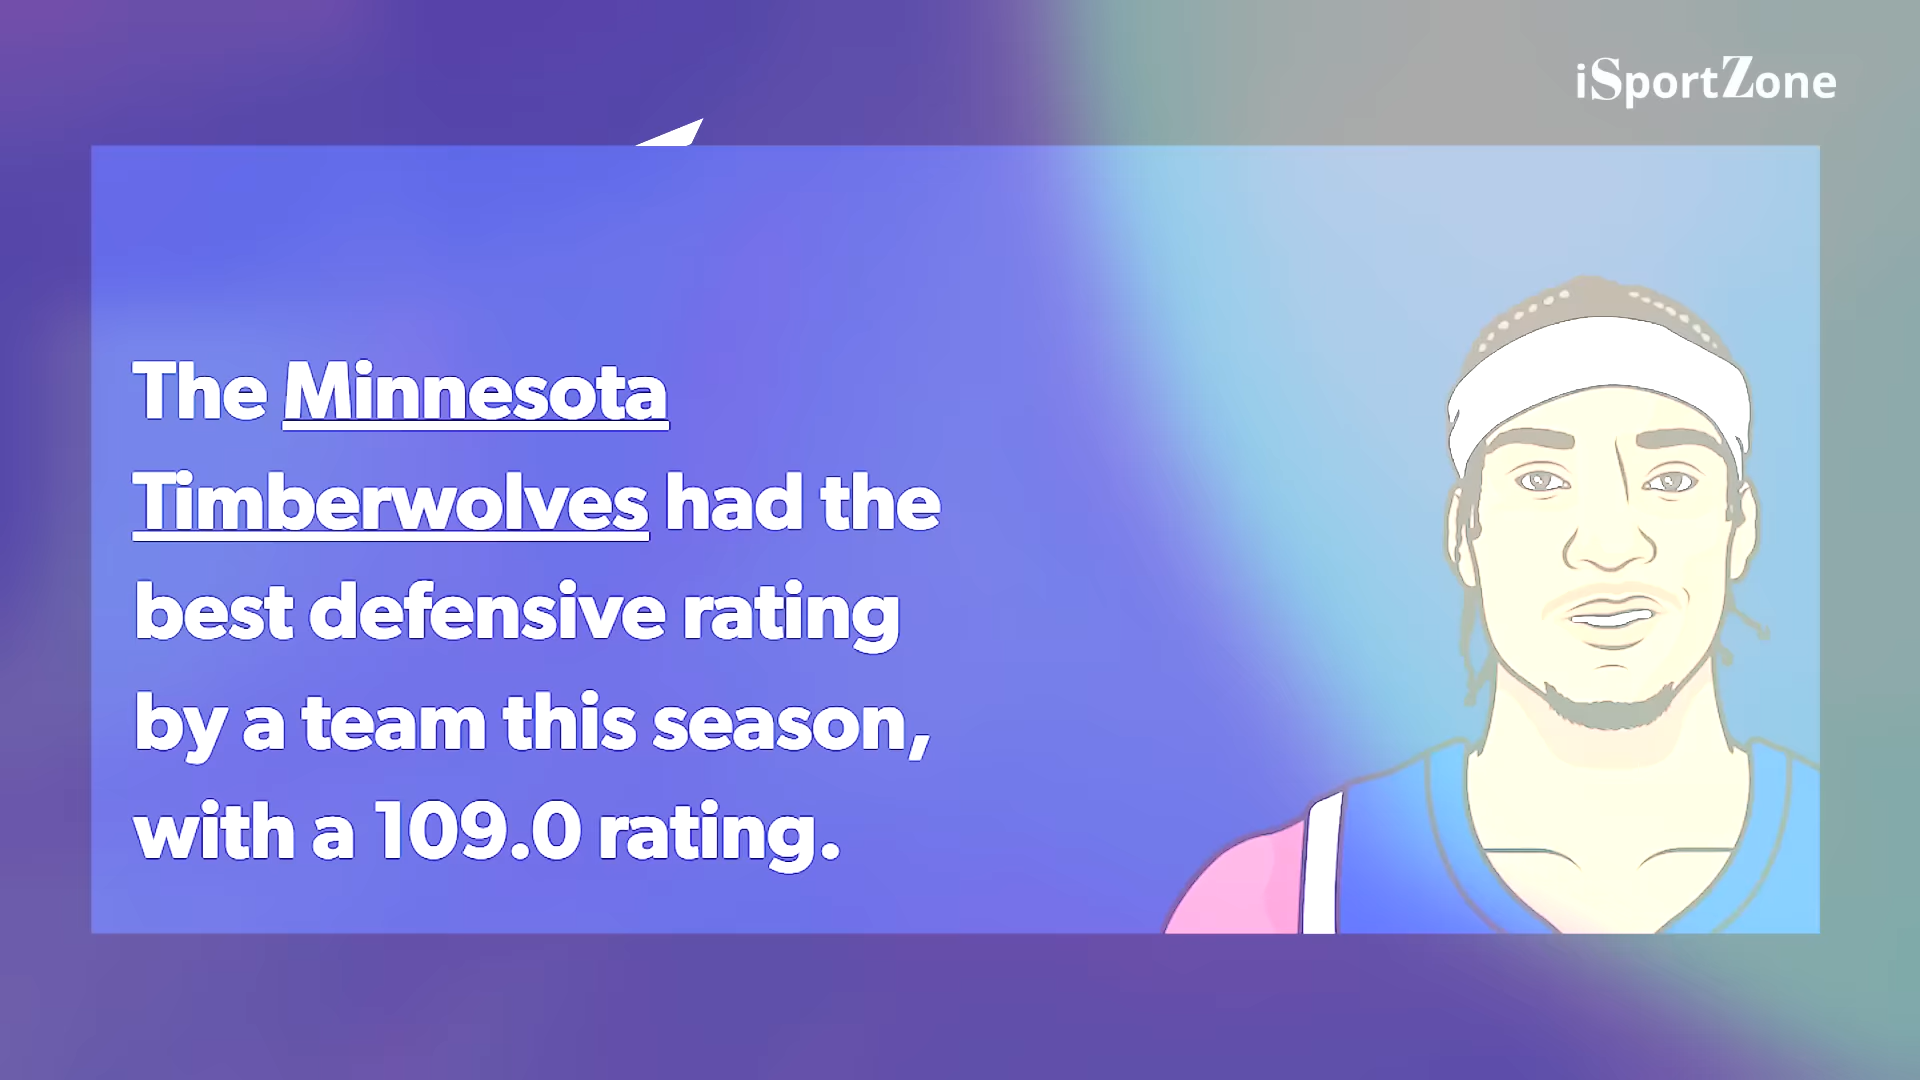 iSportZone
The Minnesota
Timberwolves had the
best defensive rating
by a team this season,
with a 109.0 rating.